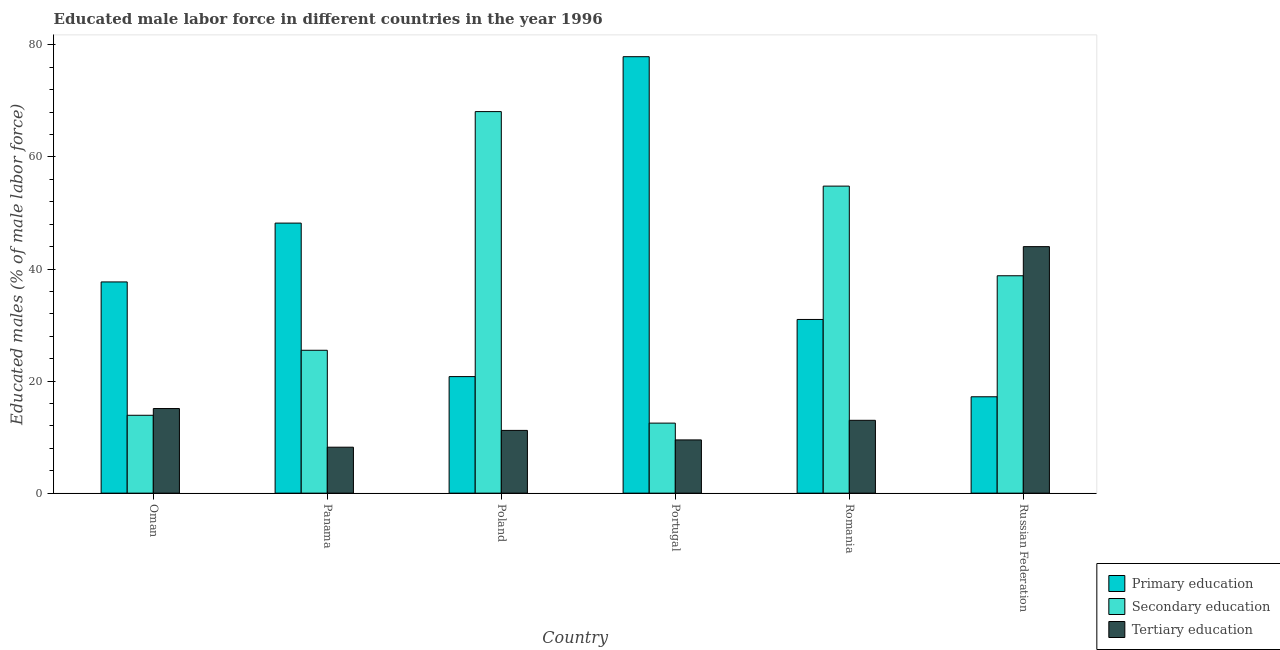 Educated male labor force in different countries in the year 1996
Educated males (% of male labor force)
80
60
40
20
0
Oman
Panama
Poland
Portugal
Romania
Russian Federation
Country
Primary education
Secondary education
Tertiary education